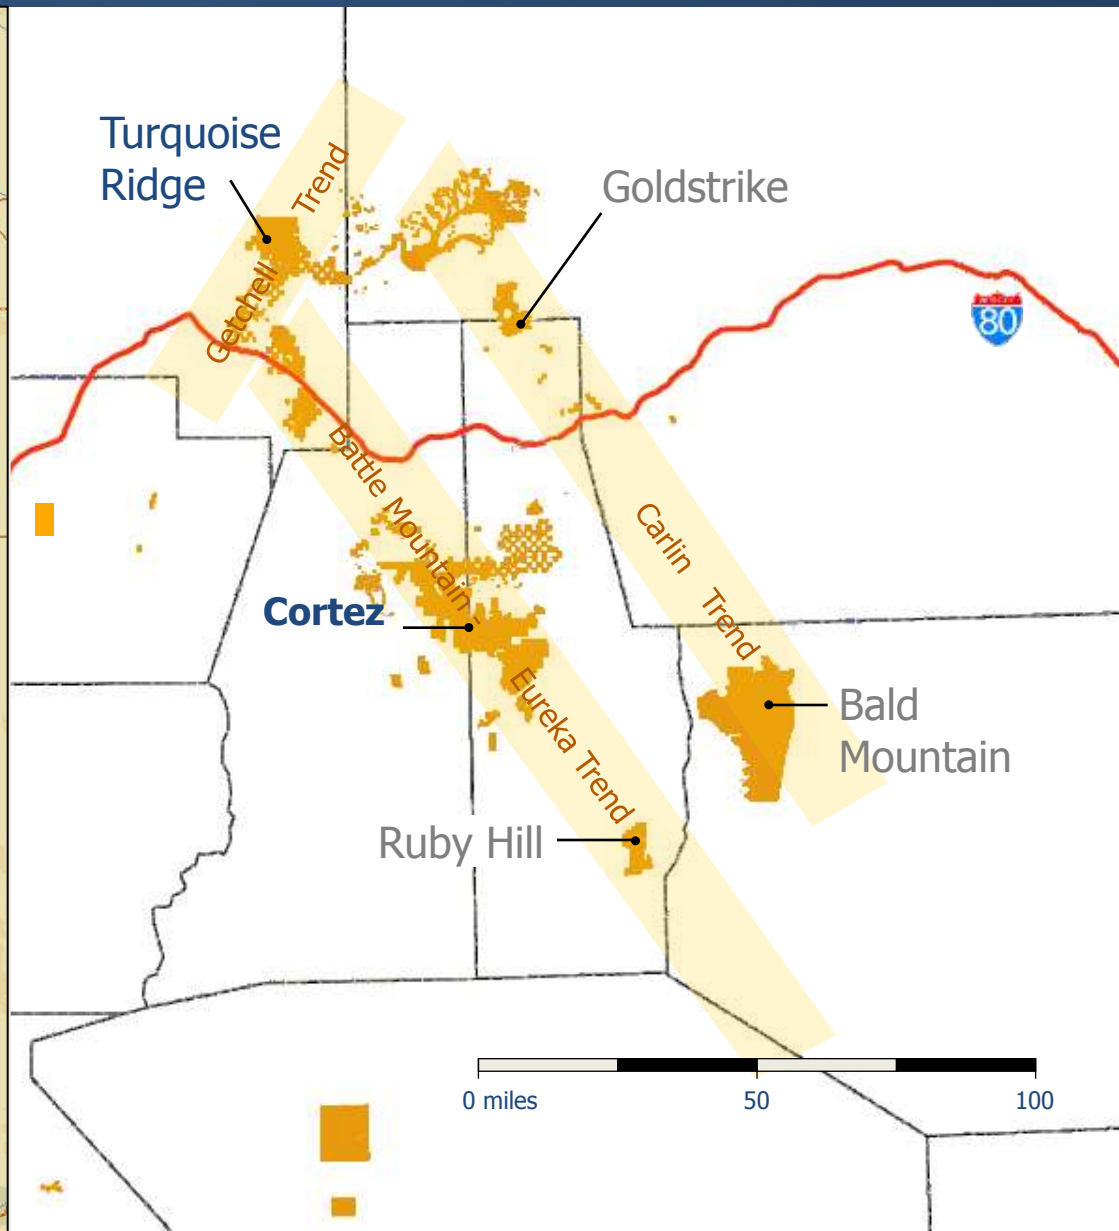 Turquoise
Ridge
Goldstrike
Getchell Trend
80
Battle Mountain -
Eureka Trend
Carlin Trend
Cortez
Bald
Mountain
Ruby Hill
0 miles
50
100